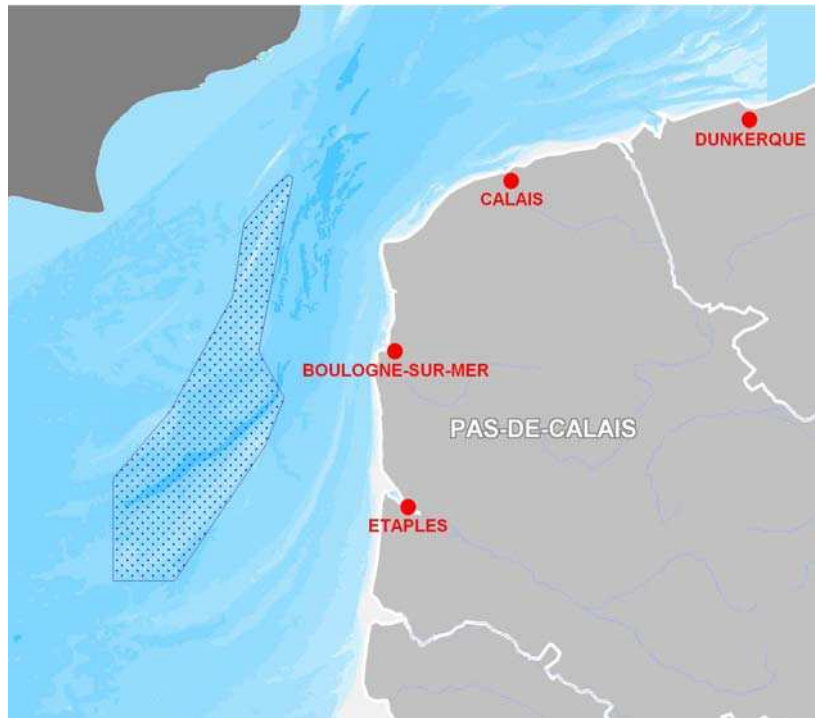 DUNKERQUE
CALAIS
BOULOGNE-SUR-MER
PAS-DE-CALAIS
ETAPLES